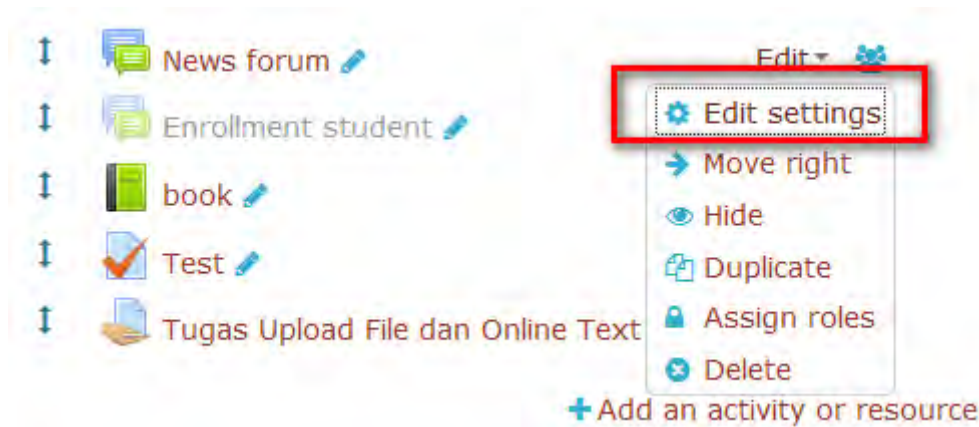 News forum Edit
Edit settings
Enrollment student
Move right
book
Hide
Test
Duplicate
Tugas Upload File dan Online Text
Assign roles
Delete
Add an activity or resource